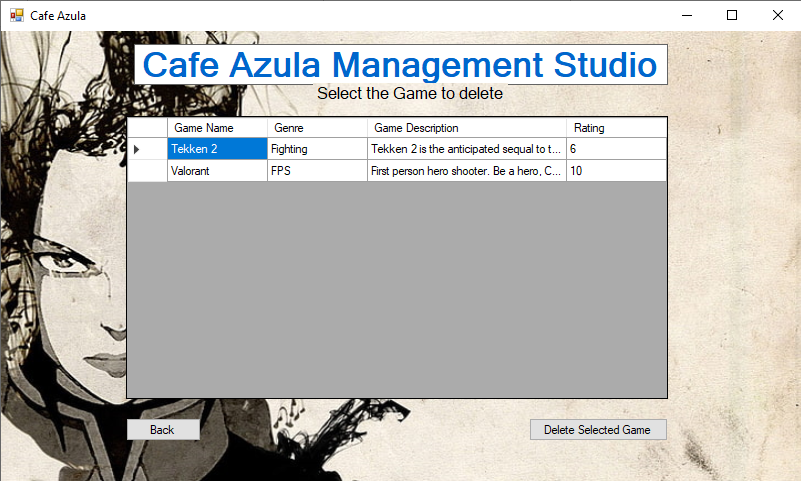 Cafe Azula
Cafe Azula Management Studio
Select the Game to delete
Game Name Genre Game Description Rating
Tekken 2 Fighting Tekken 2 is the anticipated sequal to t... 6
Valorant FPS First person hero shooter. Be a hero, C... 10
Back Delete Selected Game